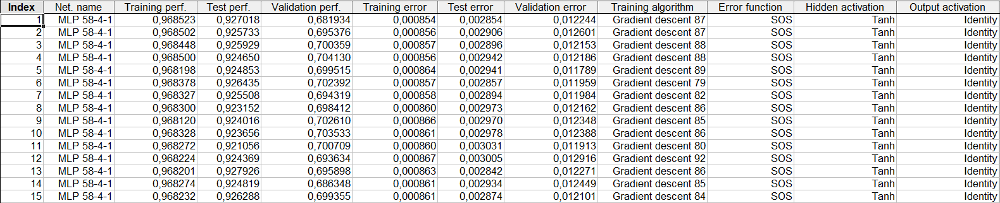 Index Net. name Training perf. Test perf. Validation perf. Training error Test error Validation error Training algorithm Error function Hidden activation Output activation
1 MLP 58-4-1 0,968523 0,927018 0,681934 0,000854 0,002854 0,012244 Gradient descent 87 SOS Tanh Identity
2 MLP 58-4-1 0,968502 0,925733 0,695376 0,000856 0,002906 0,012601 Gradient descent 87 SOS Tanh Identity
3 MLP 58-4-1 0,968448 0,925929 0,700359 0,000857 0,002896 0,012153 Gradient descent 88 SOS Tanh Identity
4 MLP 58-4-1 0,968500 0,924650 0,704130 0,000856 0,002942 0,012186 Gradient descent 88 SOS Tanh Identity
5 MLP 58-4-1 0,968198 0,924853 0,699515 0,000864 0,002941 0,011789 Gradient descent 89 SOS Tanh Identity
6 MLP 58-4-1 0,968378 0,926435 0,702392 0,000857 0,002857 0,011959 Gradient descent 79 SOS Tanh Identity
7 MLP 58-4-1 0,968327 0,925508 0,694319 0,000858 0,002894 0,011984 Gradient descent 82 SOS Tanh Identity
8 MLP 58-4-1 0,968300 0,923152 0,698412 0,000860 0,002973 0,012162 Gradient descent 86 SOS Tanh Identity
9 MLP 58-4-1 0,968120 0,924016 0,702610 0,000866 0,002970 0,012348 Gradient descent 85 SOS Tanh Identity
10 MLP 58-4-1 0,968328 0,923656 0,703533 0,000861 0,002978 0,012388 Gradient descent 86 SOS Tanh Identity
11 MLP 58-4-1 0,968272 0,921056 0,700709 0,000860 0,003031 0,011913 Gradient descent 80 SOS Tanh Identity
12 MLP 58-4-1 0,968224 0,924369 0,693634 0,000867 0,003005 0,012916 Gradient descent 92 SOS Tanh Identity
13 MLP 58-4-1 0,968201 0,927926 0,695898 0,000863 0,002842 0,012271 Gradient descent 86 SOS Tanh Identity
14 MLP 58-4-1 0,968274 0,924819 0,686348 0,000861 0,002934 0,012449 Gradient descent 85 SOS Tanh Identity
15 MLP 58-4-1 0,968232 0,926288 0,699355 0,000861 0,002874 0,012101 Gradient descent 84 SOS Tanh Identity